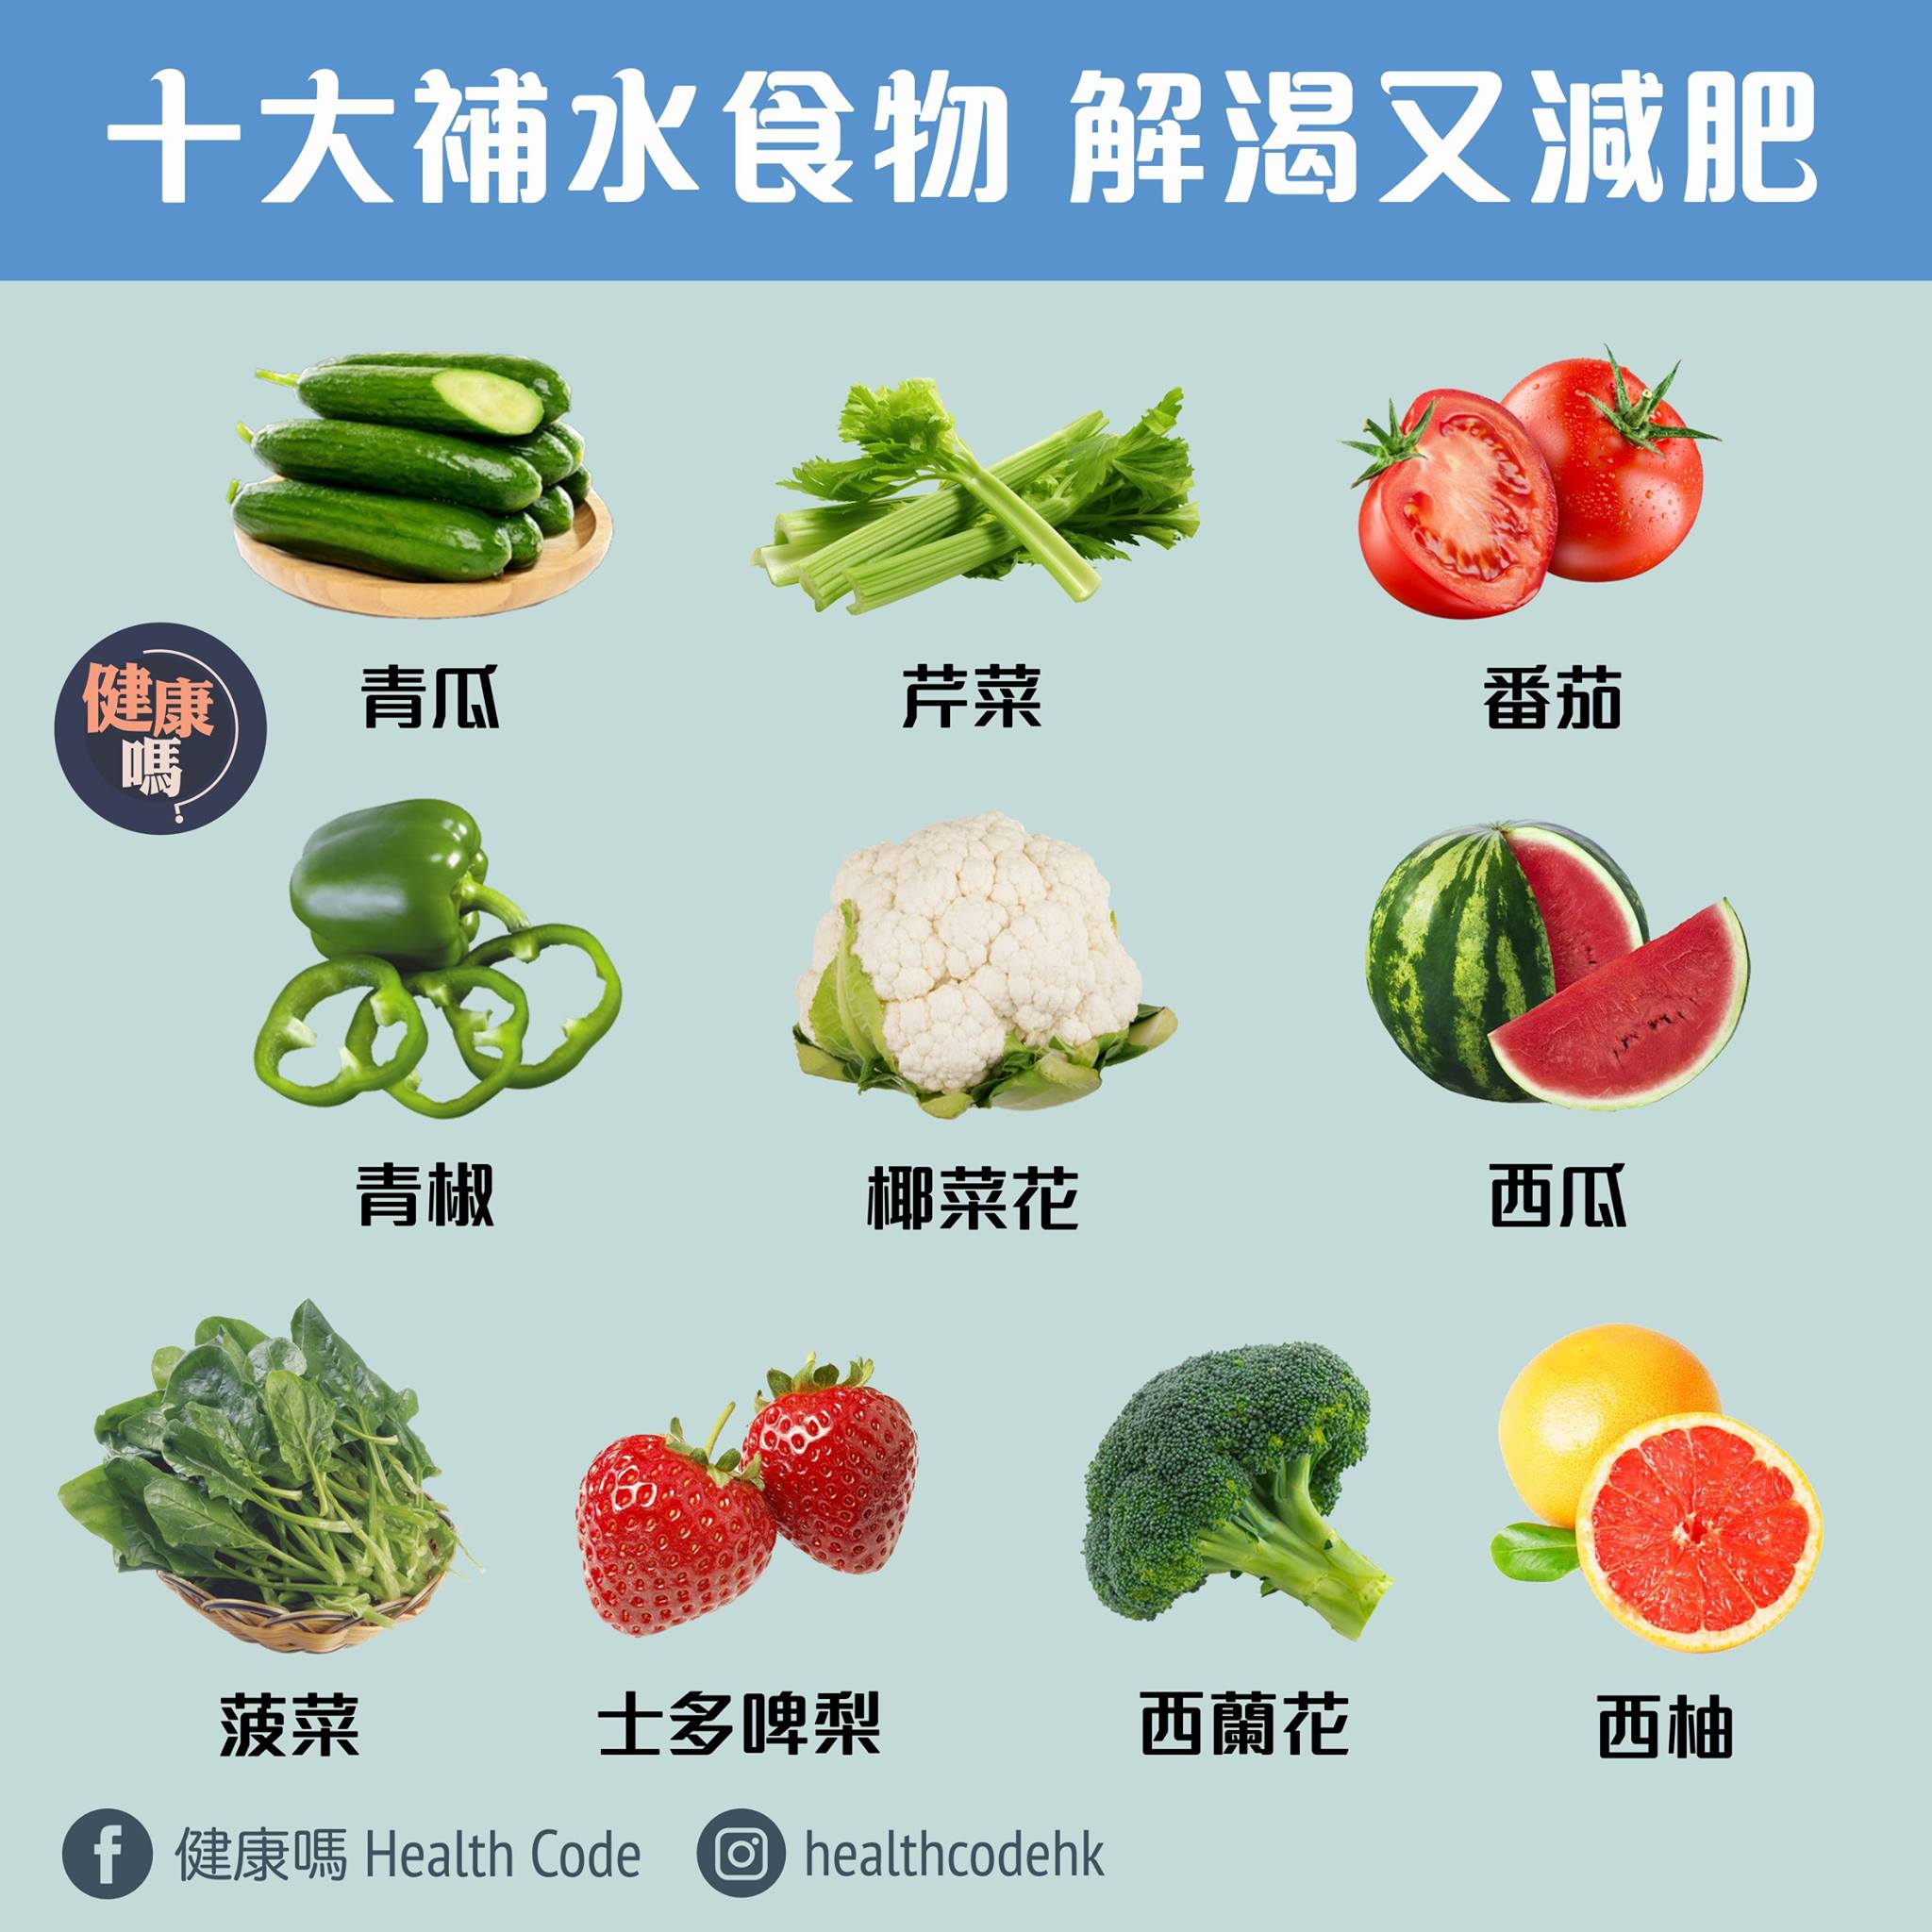 十大補水食物 解渴又減肥
青瓜
芹菜
番茄
健康
嗎?
青椒
椰菜花
西瓜
菠菜
士多啤梨
西蘭花
西柚
健康嗎 Health Code
healthcodehk